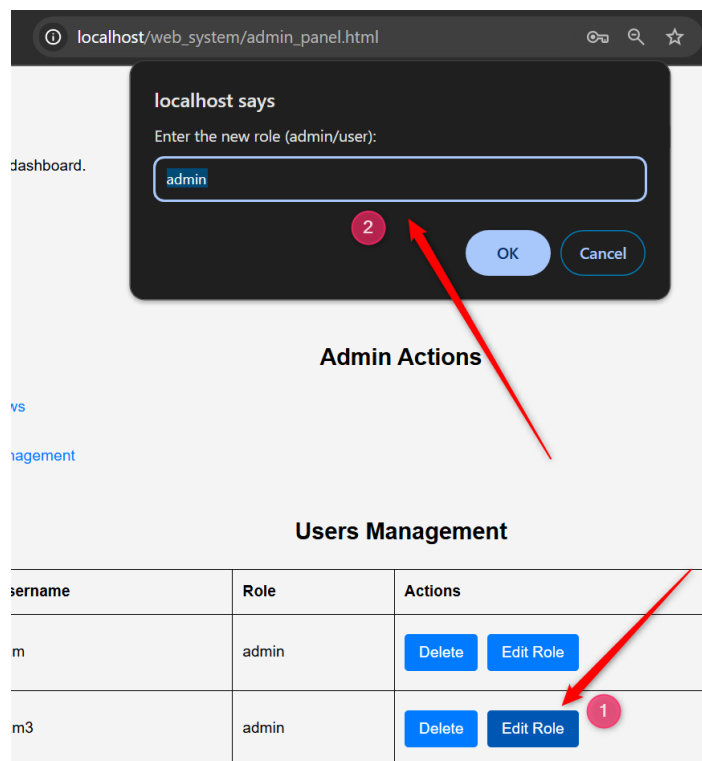 localhost/web_system/admin_panel.html
localhost says
Enter the new role (admin/user):
dashboard.
admin
2
OK Cancel
Admin Actions
ws
nagement
Users Management
sername Role Actions
m admin Delete Edit Role
1
m3 admin Delete Edit Role